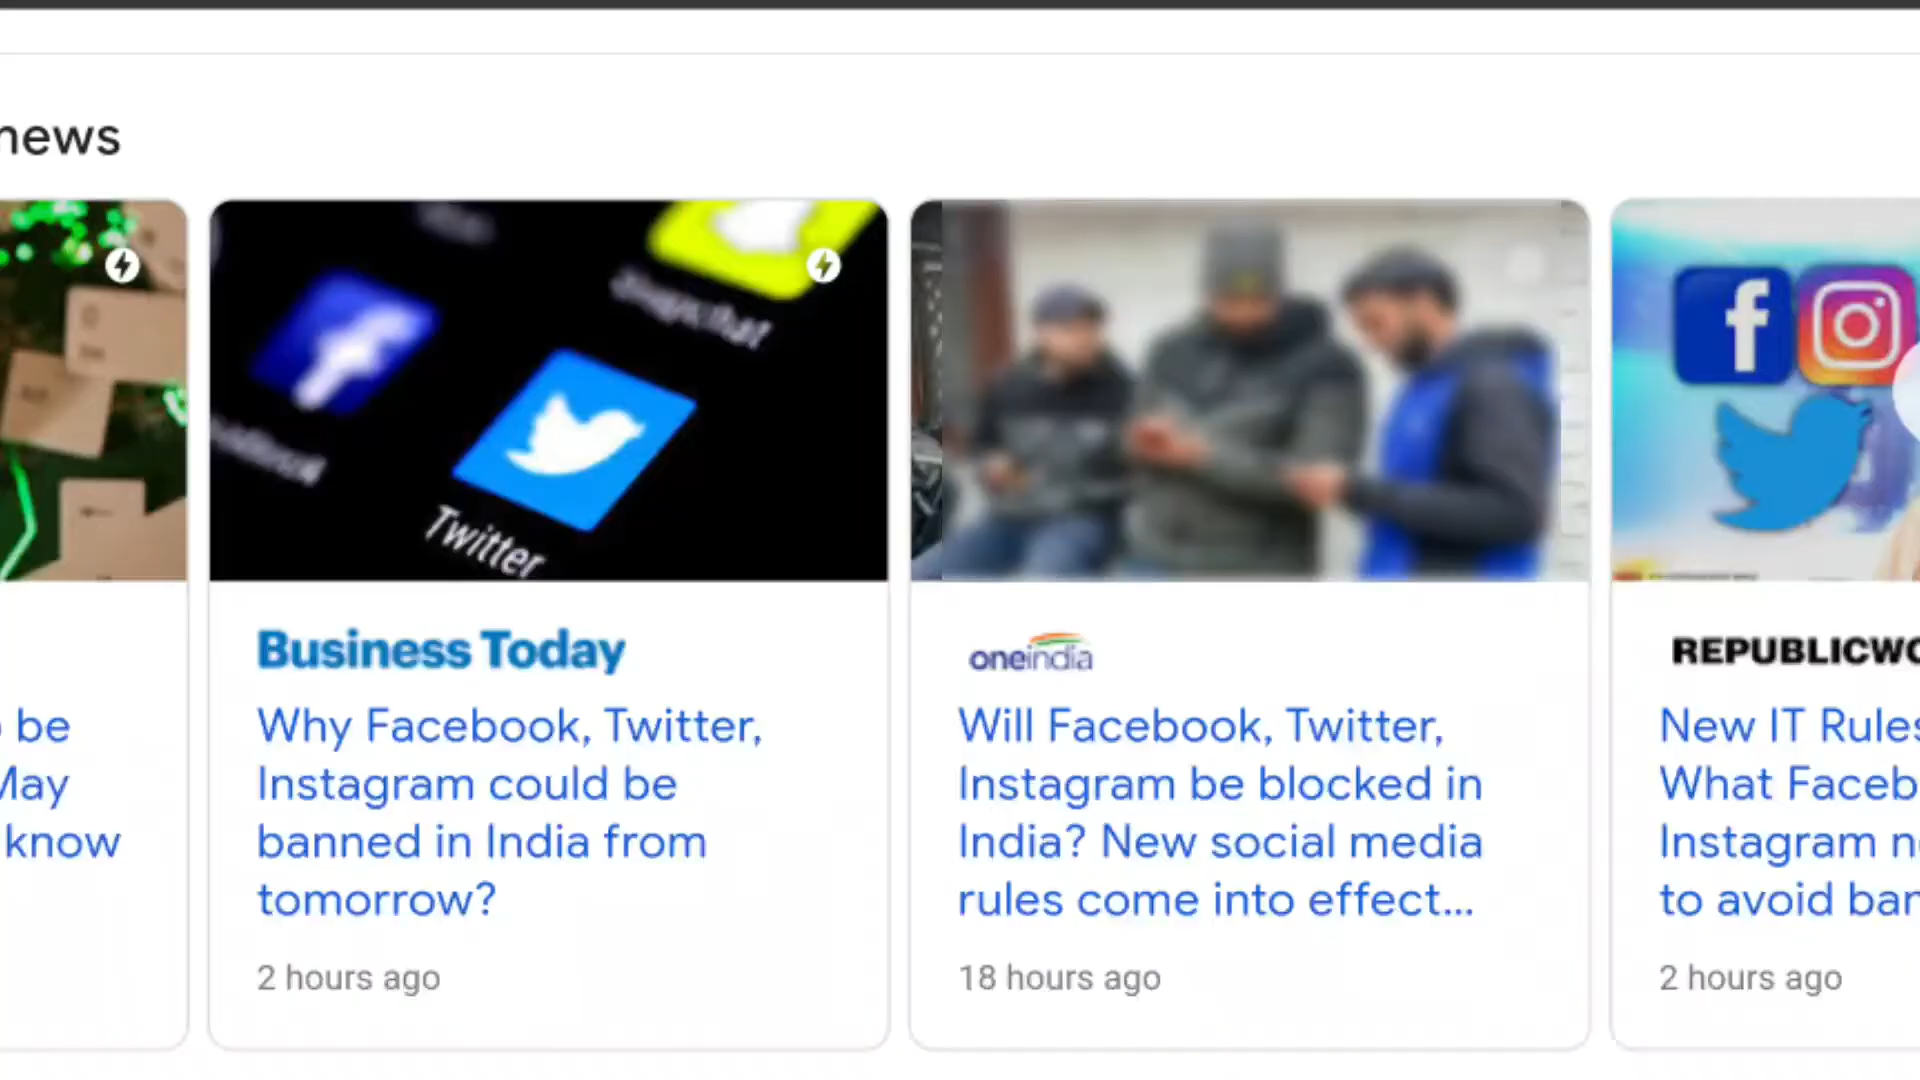 news
Twitter
be
May
know
Business Today
Why Facebook, Twitter,
Instagram could be
banned in India from
tomorrow?
2 hours ago
oneindia
Will Facebook, Twitter,
Instagram be blocked in
India? New social media
rules come into effect...
18 hours ago
REPUBLICWO
New IT Rules
What Faceb
Instagram n
to avoid ban
2 hours ago